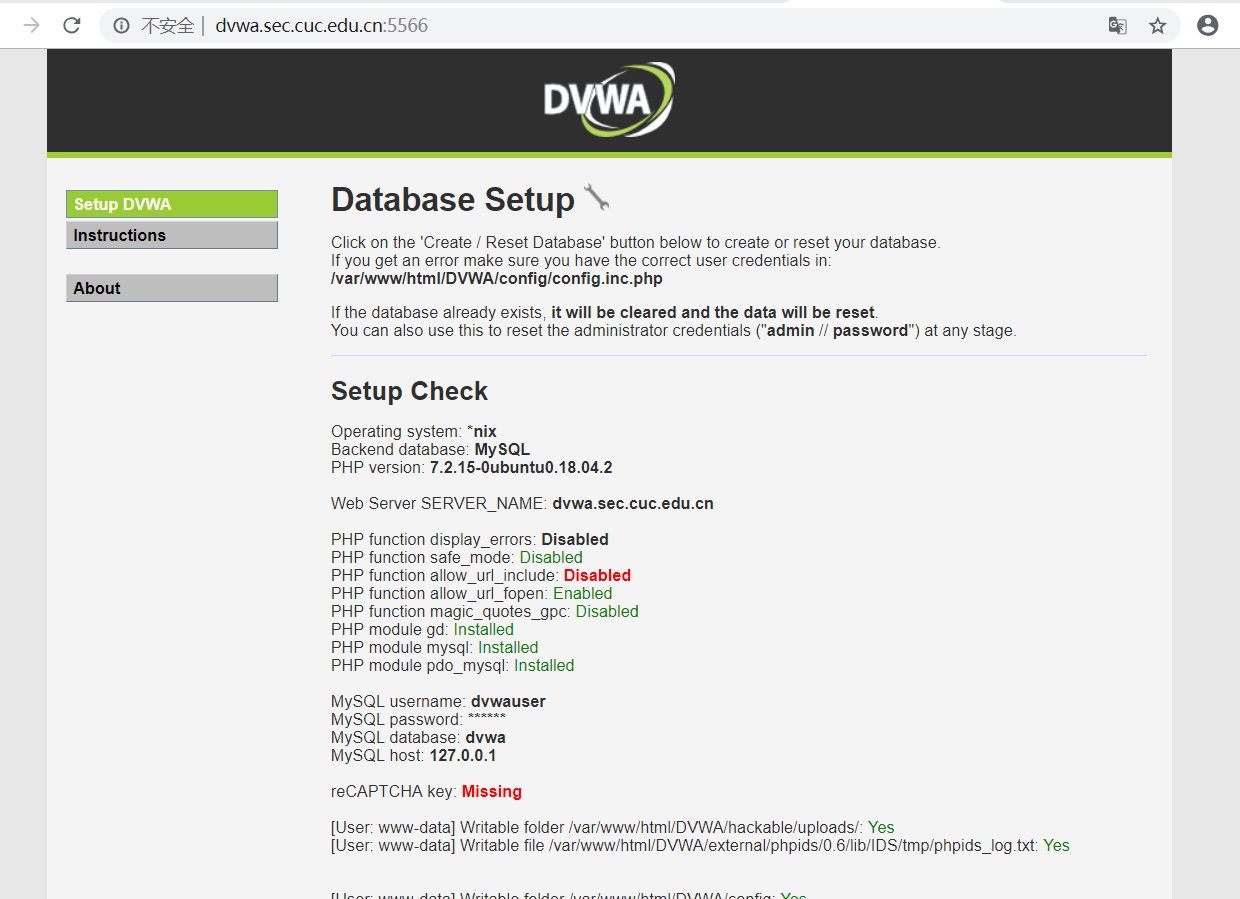 不安全 | dvwa.sec.cuc.edu.cn:5566
DVWA
Setup DVWA
Instructions
About
Database Setup
Click on the 'Create / Reset Database' button below to create or reset your database.
If you get an error make sure you have the correct user credentials in:
/var/www/html/DVWA/config/config.inc.php
If the database already exists, it will be cleared and the data will be reset.
You can also use this to reset the administrator credentials ("admin // password") at any stage.
Setup Check
Operating system: *nix
Backend database: MySQL
PHP version: 7.2.15-0ubuntu0.18.04.2
Web Server SERVER_NAME: dvwa.sec.cuc.edu.cn
PHP function display_errors: Disabled
PHP function safe_mode: Disabled
PHP function allow_url_include: Disabled
PHP function allow_url_fopen: Enabled
PHP function magic_quotes_gpc: Disabled
PHP module gd: Installed
PHP module mysql: Installed
PHP module pdo_mysql: Installed
MySQL username: dvwauser
MySQL password: ******
MySQL database: dvwa
MySQL host: 127.0.0.1
reCAPTCHA key: Missing
[User: www-data] Writable folder /var/www/html/DVWA/hackable/uploads/: Yes
[User: www-data] Writable file /var/www/html/DVWA/external/phpids/0.6/lib/IDS/tmp/phpids_log.txt: Yes
[User: www-data] Writable folder /var/www/html/DVWA/config: Yes